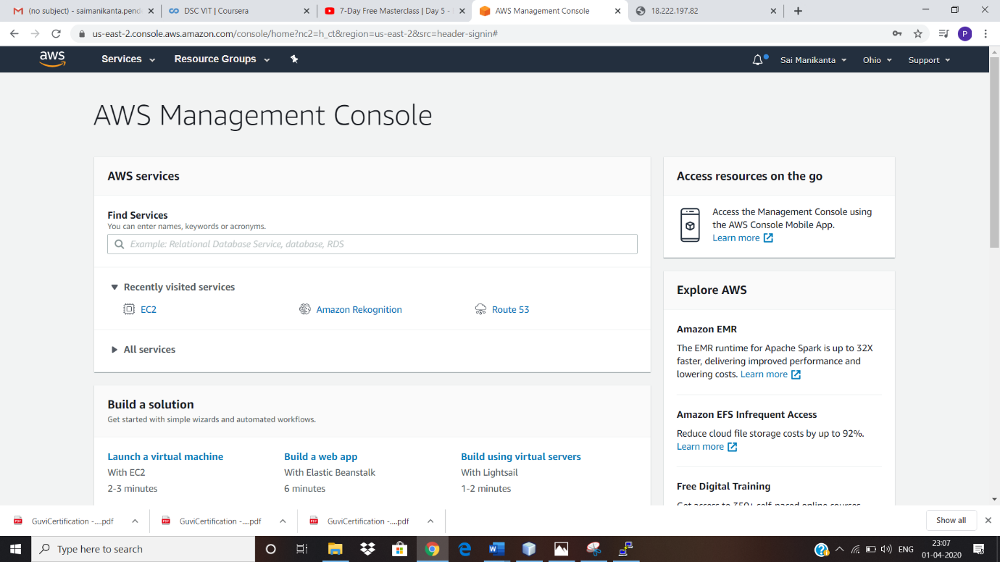 (no subject) - saimanikanta.pend
DSC VIT | Coursera
7-Day Free Masterclass | Day 5 -
AWS Management Console
18.222.197.82
us-east-2.console.aws.amazon.com/console/home?nc2=h_ct&region=us-east-2&src=header-signin#
P
aws
Services
Resource Groups
Sai Manikanta
Ohio
Support
AWS Management Console
AWS services
Find Services
You can enter names, keywords or acronyms.
Example: Relational Database Service, database, RDS
Recently visited services
EC2
Amazon Rekognition
Route 53
All services
Build a solution
Get started with simple wizards and automated workflows.
Launch a virtual machine
With EC2
2-3 minutes
Build a web app
With Elastic Beanstalk
6 minutes
Build using virtual servers
With Lightsail
1-2 minutes
Access resources on the go
Access the Management Console using
the AWS Console Mobile App.
Learn more
Explore AWS
Amazon EMR
The EMR runtime for Apache Spark is up to 32X
faster, delivering improved performance and
lowering costs. Learn more
Amazon EFS Infrequent Access
Reduce cloud file storage costs by up to 92%.
Learn more
Free Digital Training
Get access to 350+ self-paced online courses
GuviCertification -....pdf
GuviCertification -....pdf
GuviCertification -....pdf
Show all
Type here to search
ENG
23:07
01-04-2020